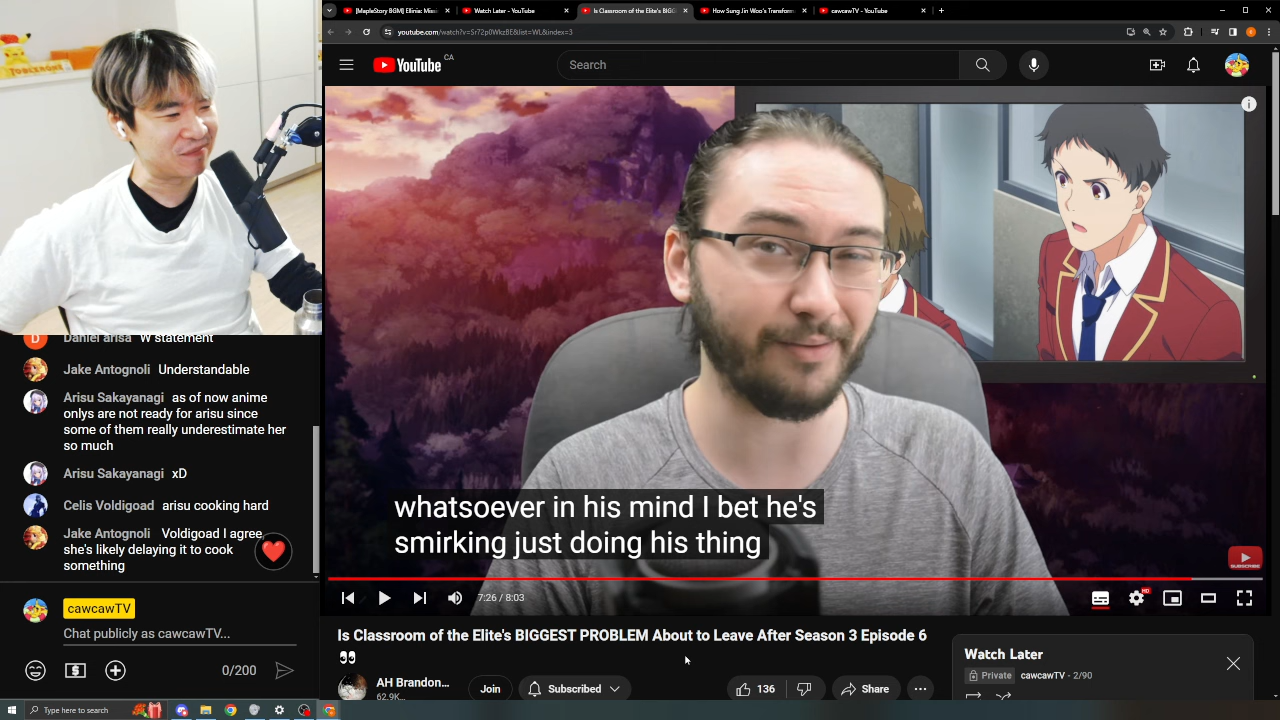 [MapleStory BGM] Ellinia: Missi
Watch Later - YouTube
Is Classroom of the Elite's BIGG
How Sung Jin Woo's Transform
cawcawTV - YouTube
youtube.com/watch?v=Sr72p0WkzBE&list=WL&index=3
YouTube CA
Search
TOBLERONE
Daniel arisa W statement
Jake Antognoli Understandable
Arisu Sakayanagi as of now anime
onlys are not ready for arisu since
some of them really underestimate her
so much
Arisu Sakayanagi xD
Celis Voldigoad arisu cooking hard
Jake Antognoli Voldigoad I agree,
she's likely delaying it to cook
something
cawcawTV
Chat publicly as cawcawTV...
0/200
whatsoever in his mind I bet he's
smirking just doing his thing
SUBSCRIBE
7:26 / 8:03
HD
Is Classroom of the Elite's BIGGEST PROBLEM About to Leave After Season 3 Episode 6
👀
AH Brandon...
62.9K...
Join
Subscribed
136
Share
Watch Later
Private cawcawTV - 2/90
Type here to search